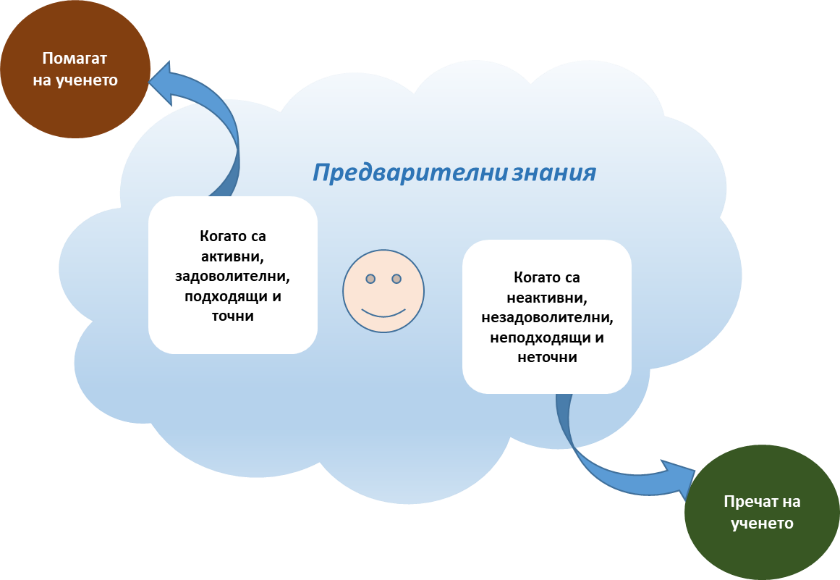 Помагат
на ученето
Предварителни знания
Когато са
активни,
задоволителни,
подходящи и
точни
Когато са
неактивни,
незадоволителни,
неподходящи и
неточни
Пречат на
ученето